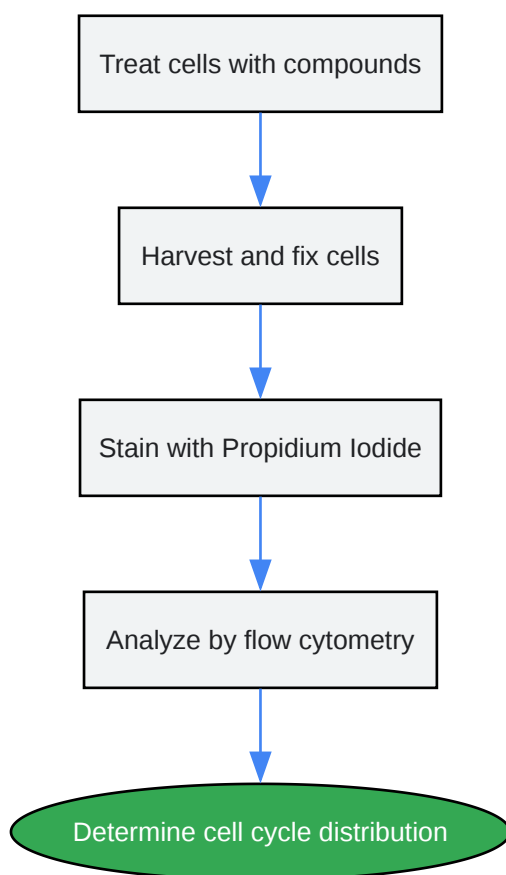 Treat cells with compounds
Harvest and fix cells
Stain with Propidium Iodide
Analyze by flow cytometry
Determine cell cycle distribution